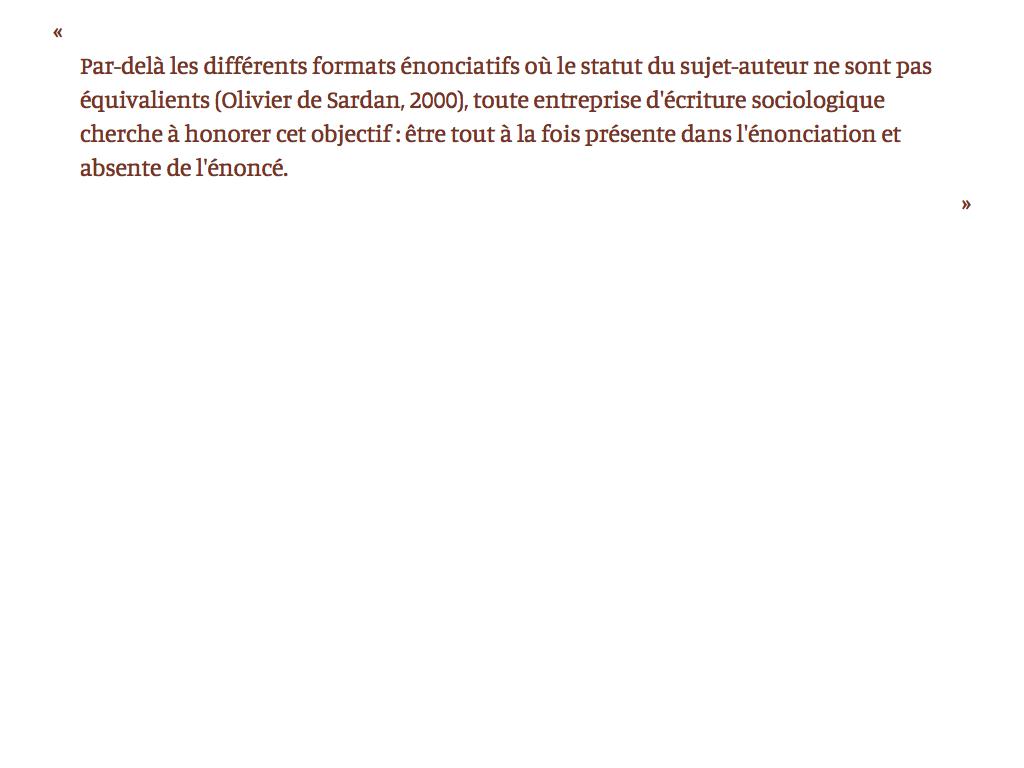 «
Par-delà les différents formats énonciatifs où le statut du sujet-auteur ne sont pas
équivalients (Olivier de Sardan, 2000), toute entreprise d'écriture sociologique
cherche à honorer cet objectif : être tout à la fois présente dans l'énonciation et
absente de l'énoncé.
»